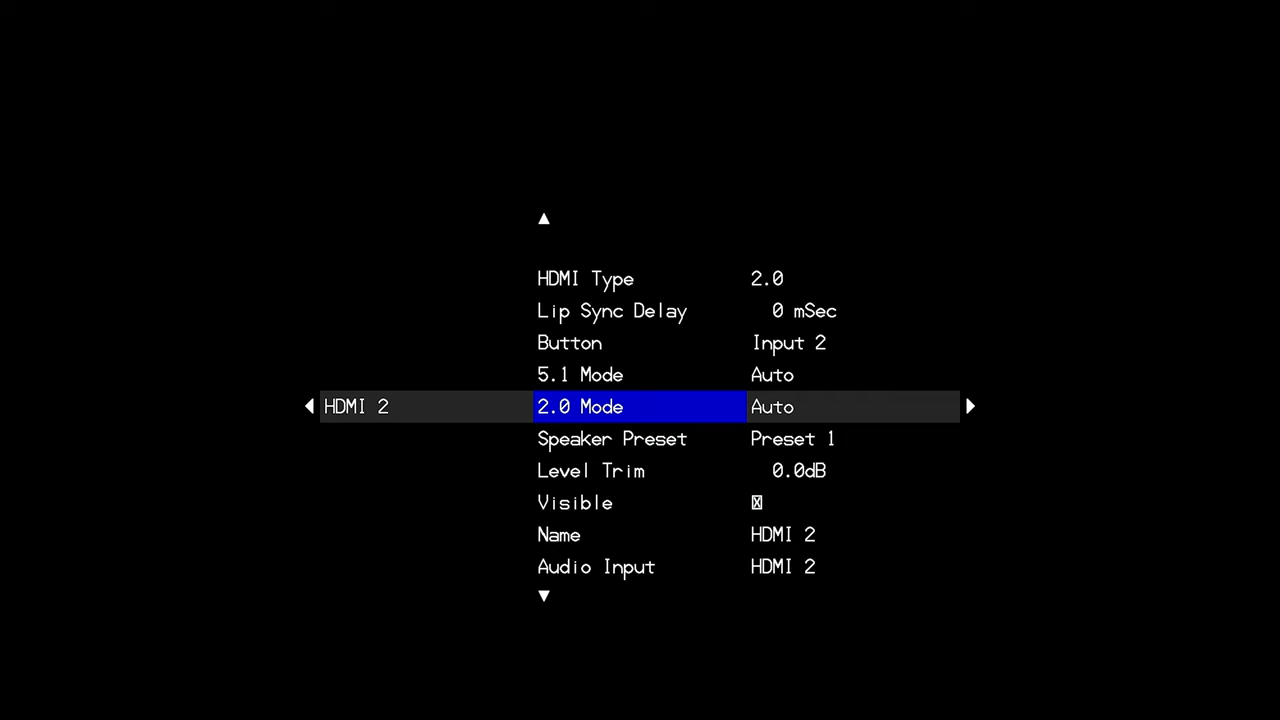 HDMI Type 2.0
Lip Sync Delay 0 mSec
Button Input 2
5.1 Mode Auto
HDMI 2 2.0 Mode Auto
Speaker Preset Preset 1
Level Trim 0.0dB
Visible
Name HDMI 2
Audio Input HDMI 2